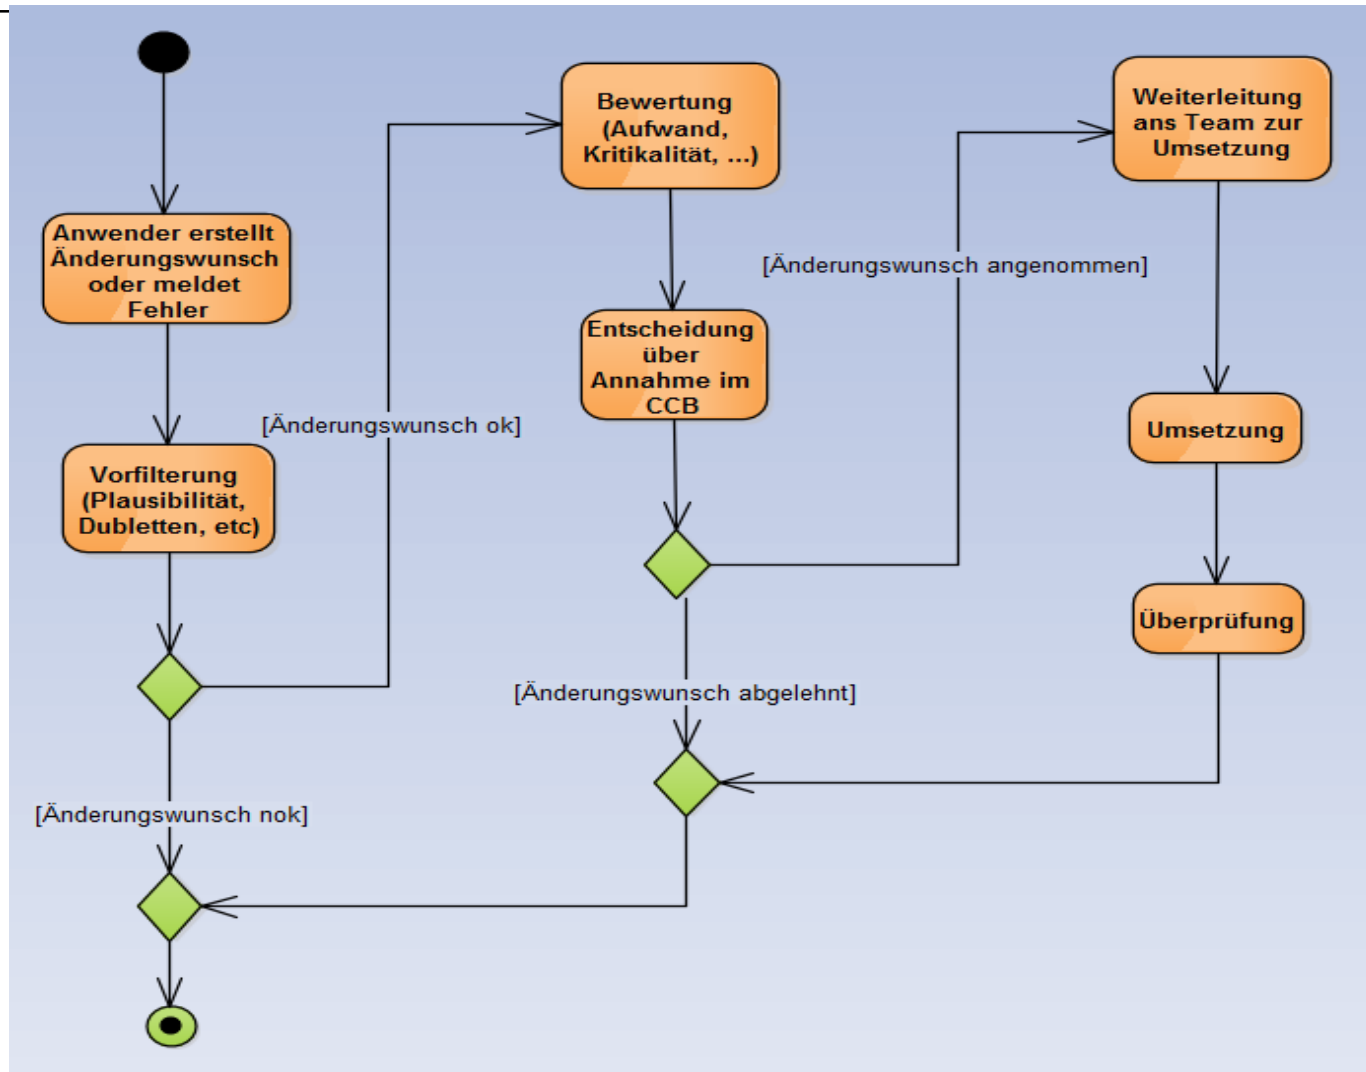 Anwender erstellt
Änderungswunsch
oder meldet
Fehler
Vorfilterung
(Plausibilität,
Dubletten, etc)
[Änderungswunsch ok]
[Änderungswunsch nok]
Bewertung
(Aufwand,
Kritikalität, ...)
Entscheidung
über
Annahme im
CCB
[Änderungswunsch angenommen]
[Änderungswunsch abgelehnt]
Weiterleitung
ans Team zur
Umsetzung
Umsetzung
Überprüfung